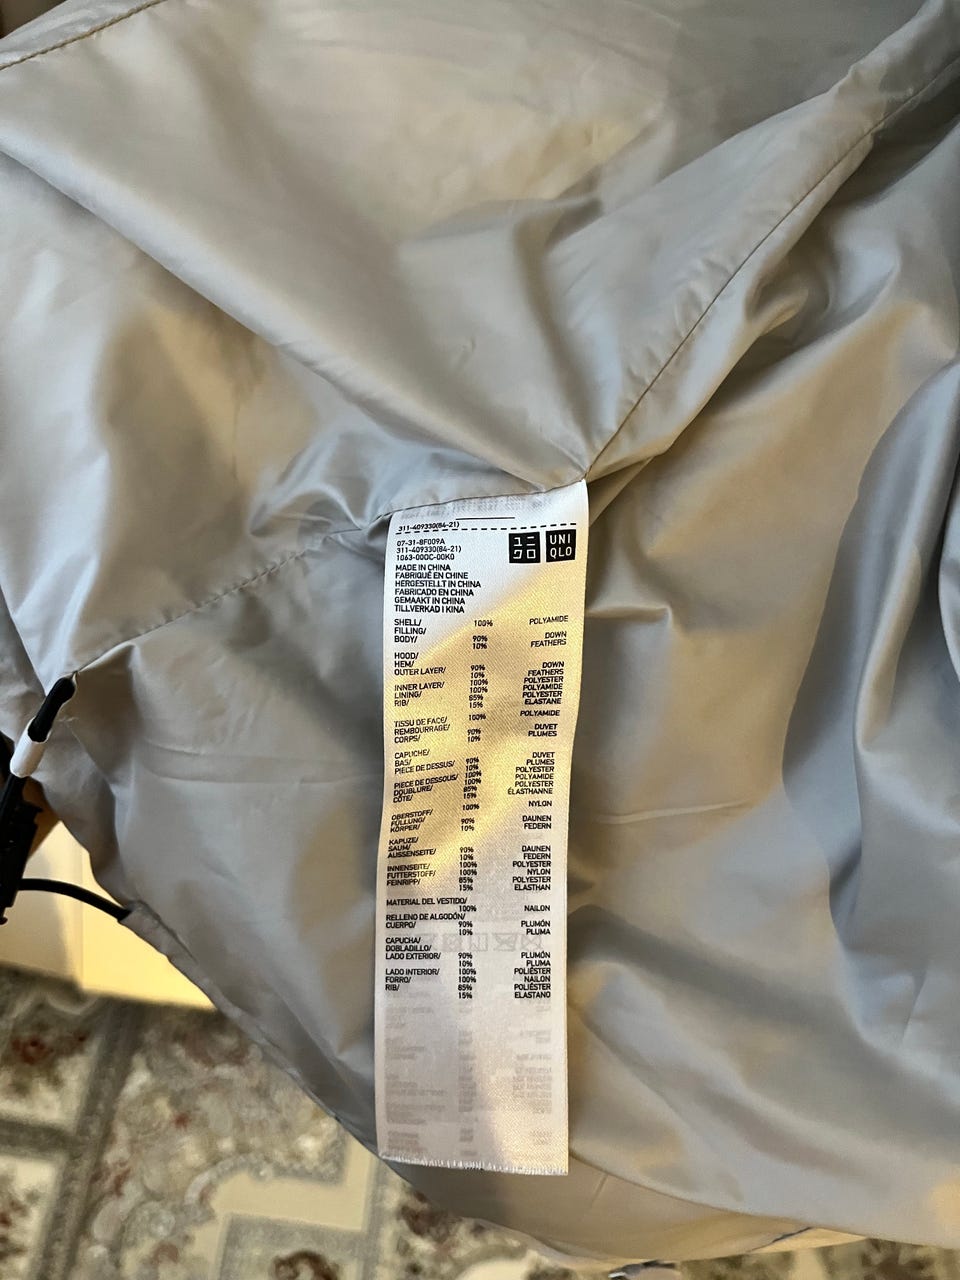 311-409330(84-21)
07-31-8F009A
311-409330(84-21)
1063-000C-00K0
ユニ
クロ
UNI
QLO
MADE IN CHINA
FABRIQUÉ EN CHINE
HERGESTELLT IN CHINA
FABRICADO EN CHINA
GEMAAKT IN CHINA
TILLVERKAD I KINA
SHELL/ 100% POLYAMIDE
FILLING/
BODY/ 90% DOWN
10% FEATHERS
HOOD/
HEM/
OUTER LAYER/ 90% DOWN
10% FEATHERS
INNER LAYER/ 100% POLYESTER
LINING/ 100% POLYAMIDE
RIB/ 85% POLYESTER
15% ELASTANE
TISSU DE FACE/ 100% POLYAMIDE
REMBOURRAGE/
CORPS/ 90% DUVET
10% PLUMES
CAPUCHE/
BAS/
PIECE DE DESSUS/ 90% DUVET
10% PLUMES
PIECE DE DESSOUS/ 100% POLYESTER
DOUBLURE/ 100% POLYAMIDE
CÔTE/ 85% POLYESTER
15% ÉLASTHANNE
OBERSTOFF/ 100% NYLON
FÜLLUNG/
KÖRPER/ 90% DAUNEN
10% FEDERN
KAPUZE/
SAUM/
AUSSENSEITE/ 90% DAUNEN
10% FEDERN
INNENSEITE/ 100% POLYESTER
FUTTERSTOFF/ 100% NYLON
FEINRIPP/ 85% POLYESTER
15% ELASTHAN
MATERIAL DEL VESTIDO/
100% NAILON
RELLENO DE ALGODÓN/
CUERPO/ 90% PLUMÓN
10% PLUMA
CAPUCHA/
DOBLADILLO/
LADO EXTERIOR/ 90% PLUMÓN
10% PLUMA
LADO INTERIOR/ 100% POLIÉSTER
FORRO/ 100% NAILON
RIB/ 85% POLIÉSTER
15% ELASTANO